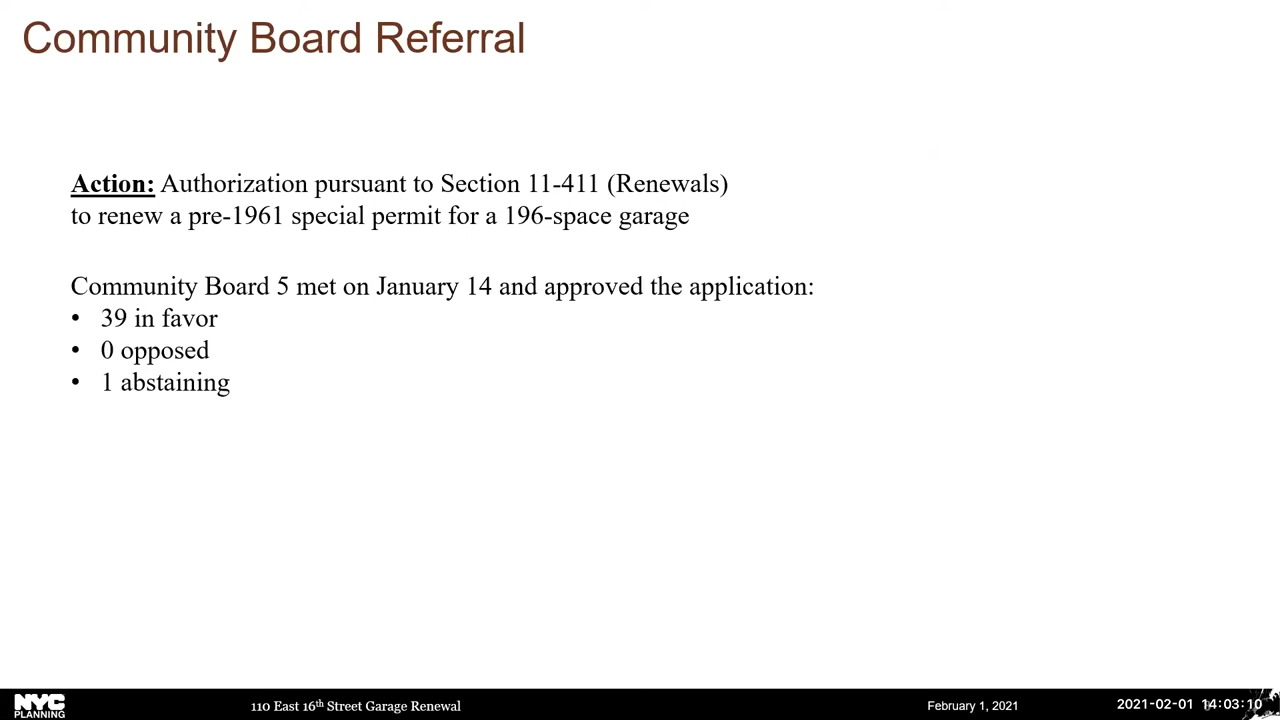 Community Board Referral
Action: Authorization pursuant to Section 11-411 (Renewals)
to renew a pre-1961 special permit for a 196-space garage
Community Board 5 met on January 14 and approved the application:
• 39 in favor
• 0 opposed
• 1 abstaining
NYC
PLANNING
110 East 16th Street Garage Renewal
February 1, 2021
2021-02-01 14:03:10